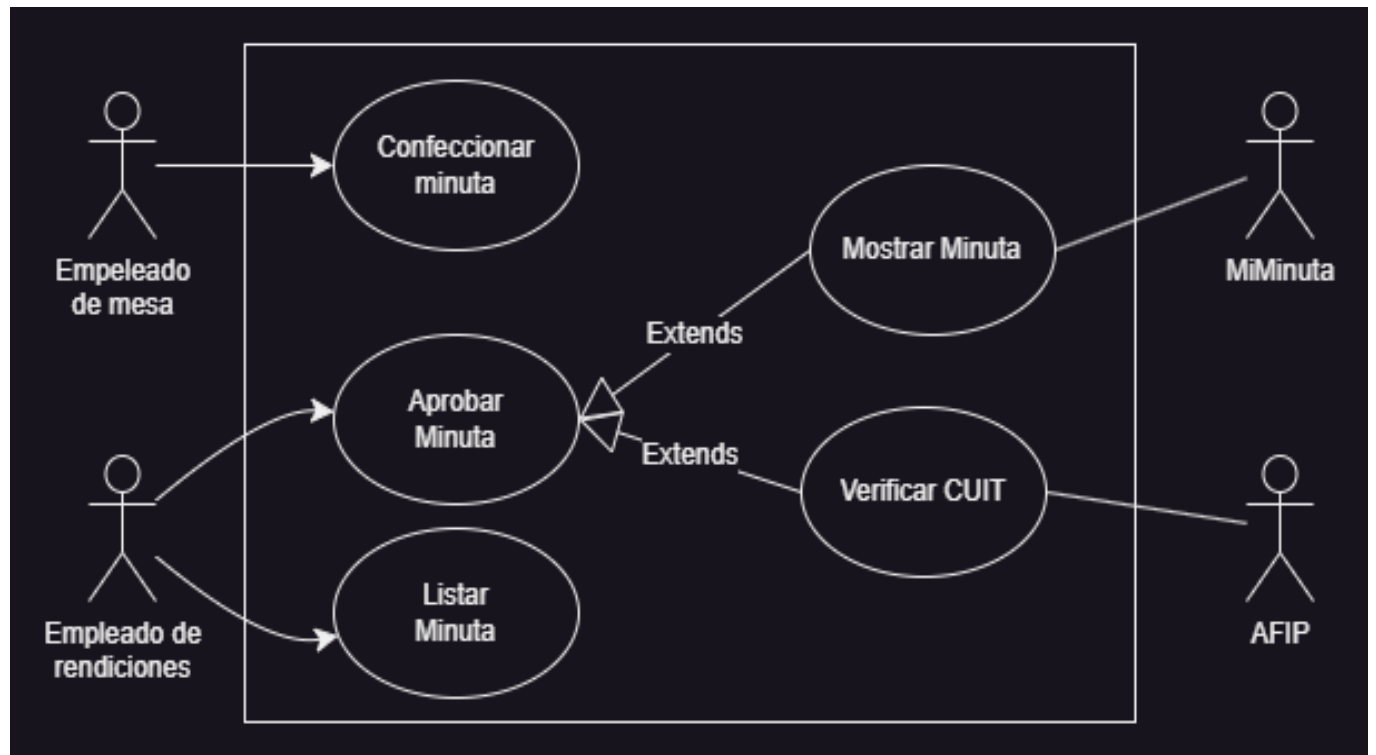 Confeccionar
minuta
Empeleado
de mesa
Mostrar Minuta
MiMinuta
Extends
Aprobar
Minuta
Extends
Verificar CUIT
Listar
Minuta
Empleado de
rendiciones
AFIP